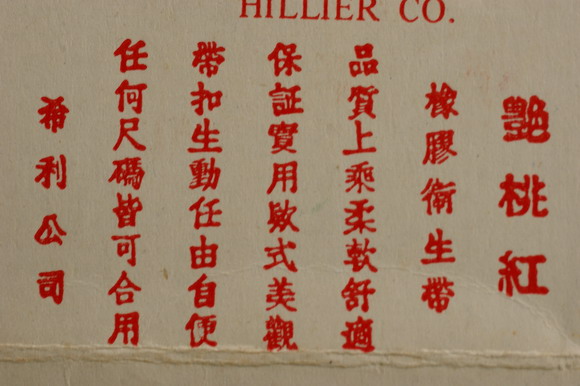 HILLIER CO.
艷桃紅
橡膠衛生帶
品質上乘柔軟舒適
保証實用欵式美觀
帶扣生動任由自便
任何尺碼皆可合用
希利公司